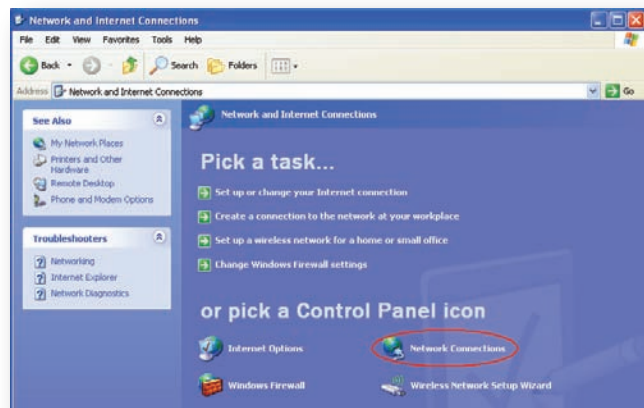 Network and Internet Connections
File Edit View Favorites Tools Help
Back Search Folders
Address Network and Internet Connections Go
See Also
My Network Places
Printers and Other
Hardware
Remote Desktop
Phone and Modem Options
Troubleshooters
Networking
Internet Explorer
Network Diagnostics
Network and Internet Connections
Pick a task...
Set up or change your Internet connection
Create a connection to the network at your workplace
Set up a wireless network for a home or small office
Change Windows Firewall settings
or pick a Control Panel icon
Internet Options Network Connections
Windows Firewall Wireless Network Setup Wizard